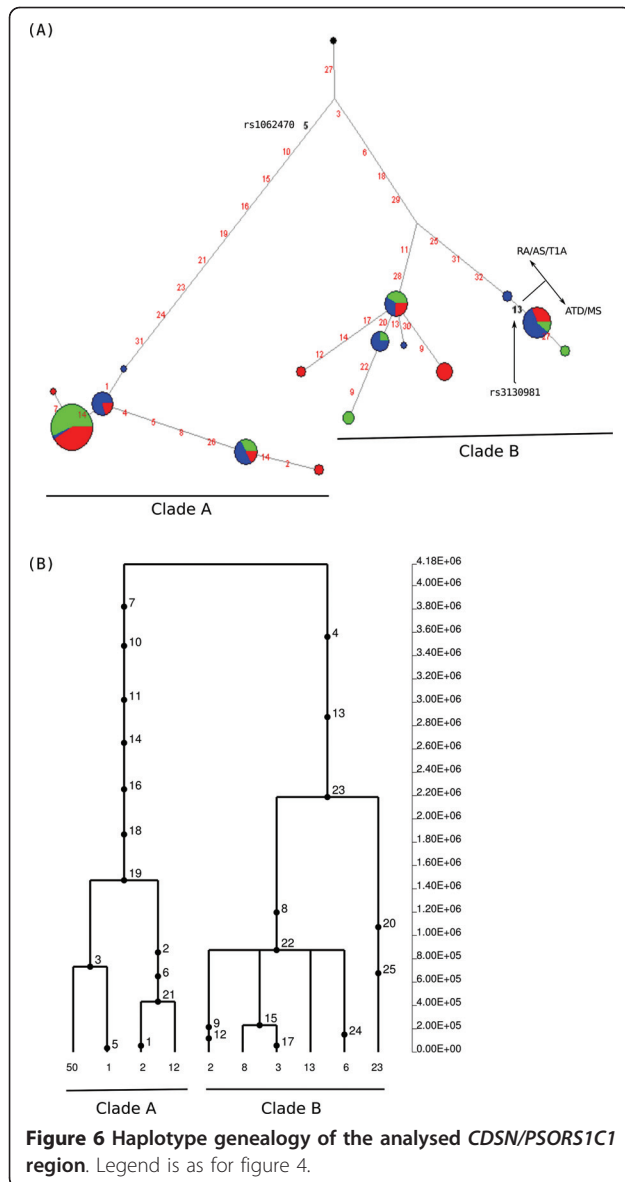 (A)
27
rs1062470 5 3
10
6
15
18
16
29
19
11
25
RA/AS/T1A
21
31
23
28
32
24
17
20
13
30
13
ATD/MS
31
14
27
12
9
1
22
7
14
4
rs3130981
5
9
8
26
14
2
Clade B
Clade A
(B)
4.18E+06
4.00E+06
7
3.80E+06
4
3.60E+06
10
3.40E+06
3.20E+06
11
3.00E+06
13
2.80E+06
14
2.60E+06
2.40E+06
16
23
2.20E+06
2.00E+06
18
1.80E+06
1.60E+06
19
1.40E+06
8
1.20E+06
20
1.00E+06
2
22
8.00E+05
3
6
25
6.00E+05
21
4.00E+05
9
15
24
2.00E+05
5
1
12
17
0.00E+00
50 1 2 12 2 8 3 13 6 23
Clade A Clade B
Figure 6 Haplotype genealogy of the analysed CDSN/PSORS1C1
region. Legend is as for figure 4.